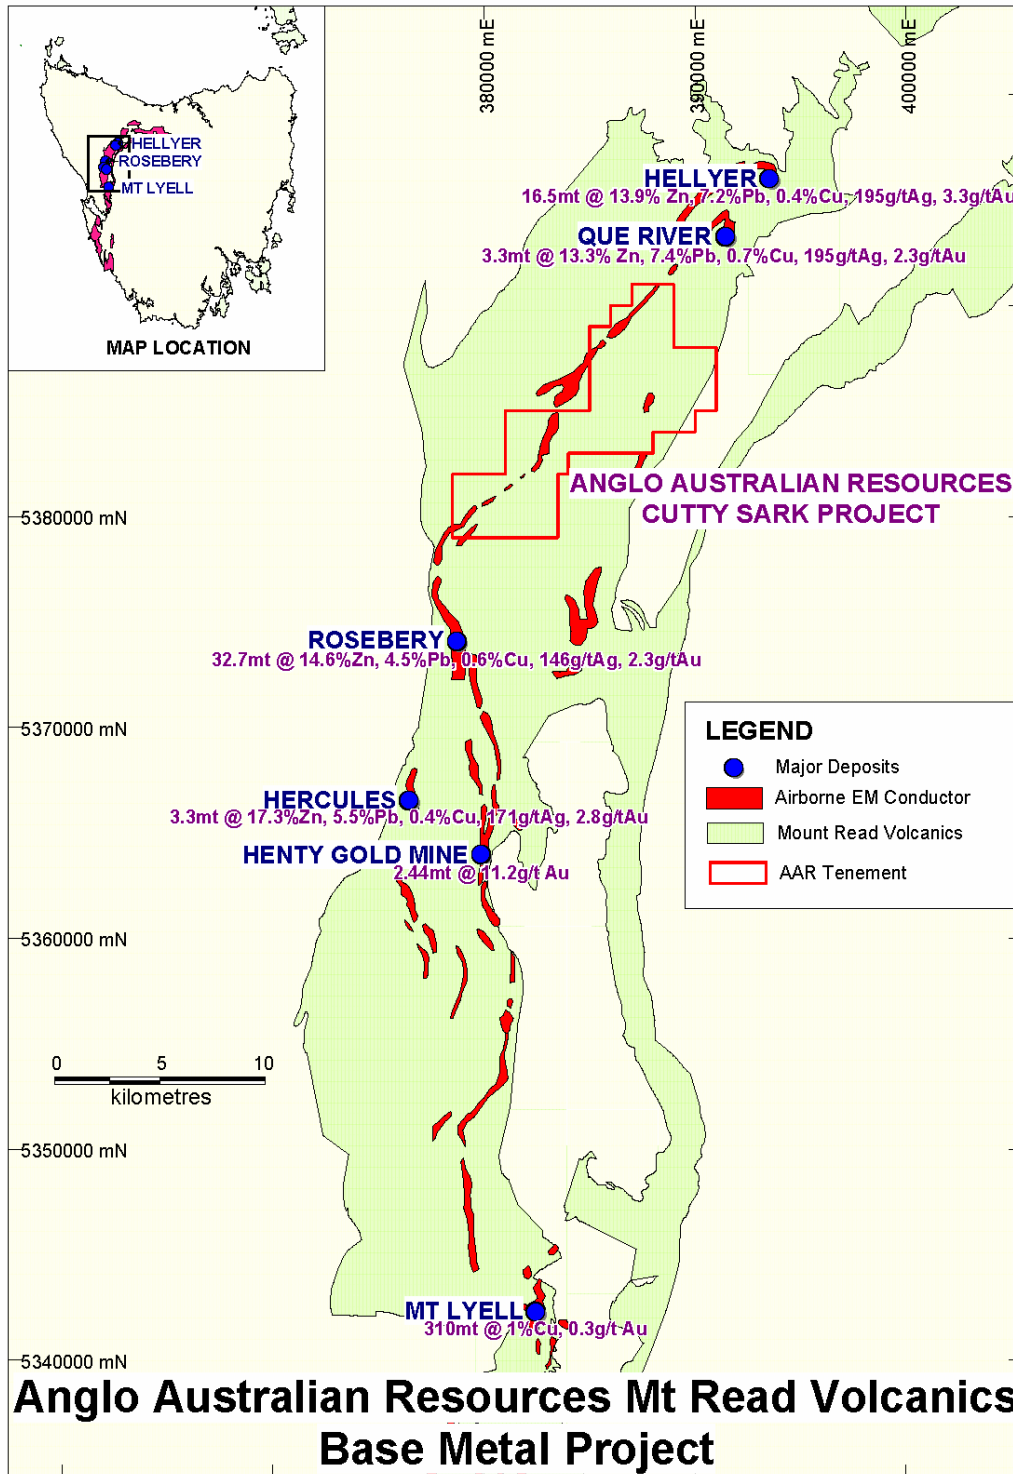 380000 mE
390000 mE
400000 mE
HELLYER
ROSEBERY
MT LYELL
MAP LOCATION
HELLYER
16.5mt @ 13.9% Zn, 7.2%Pb, 0.4%Cu, 195g/tAg, 3.3g/tAu
QUE RIVER
3.3mt @ 13.3% Zn, 7.4%Pb, 0.7%Cu, 195g/tAg, 2.3g/tAu
ANGLO AUSTRALIAN RESOURCES
CUTTY SARK PROJECT
5380000 mN
ROSEBERY
32.7mt @ 14.6%Zn, 4.5%Pb, 0.6%Cu, 146g/tAg, 2.3g/tAu
5370000 mN
LEGEND
Major Deposits
Airborne EM Conductor
Mount Read Volcanics
AAR Tenement
HERCULES
3.3mt @ 17.3%Zn, 5.5%Pb, 0.4%Cu, 171g/tAg, 2.8g/tAu
HENTY GOLD MINE
2.44mt @ 11.2g/t Au
5360000 mN
0 5 10
kilometres
5350000 mN
MT LYELL
310mt @ 1%Cu, 0.3g/t Au
5340000 mN
Anglo Australian Resources Mt Read Volcanics
Base Metal Project